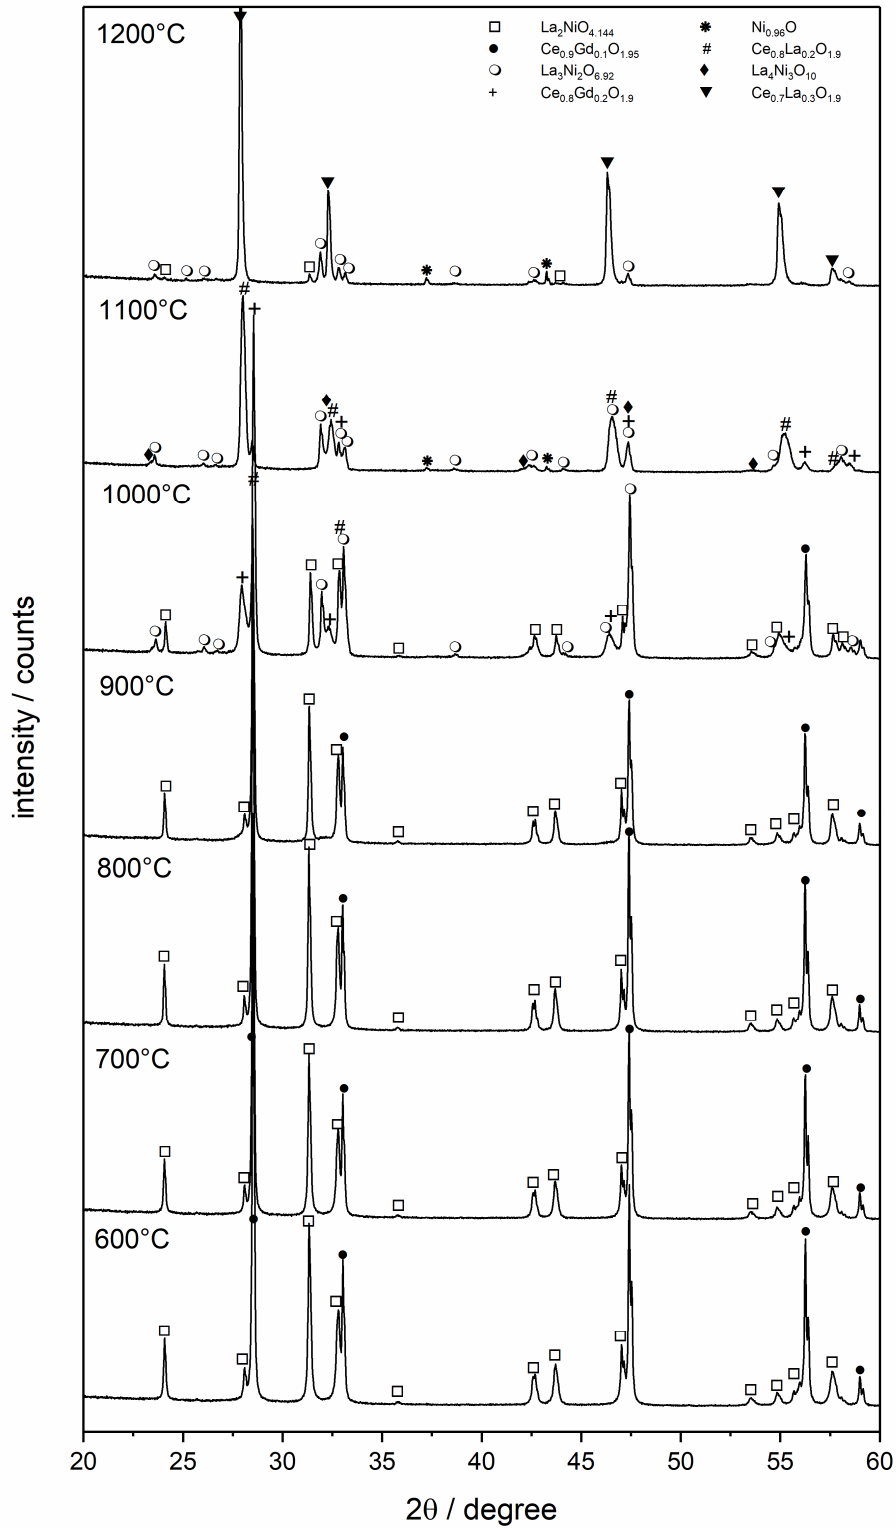 1200°C
□ La₂NiO₄.₁₄₄ ✱ Ni₀.₉₆O
● Ce₀.₉Gd₀.₁O₁.₉₅ # Ce₀.₈La₀.₂O₁.₉
○ La₃Ni₂O₆.₉₂ ♦ La₄Ni₃O₁₀
+ Ce₀.₈Gd₀.₂O₁.₉ ▼ Ce₀.₇La₀.₃O₁.₉
1100°C
1000°C
900°C
800°C
700°C
600°C
intensity / counts
20 25 30 35 40 45 50 55 60
2θ / degree